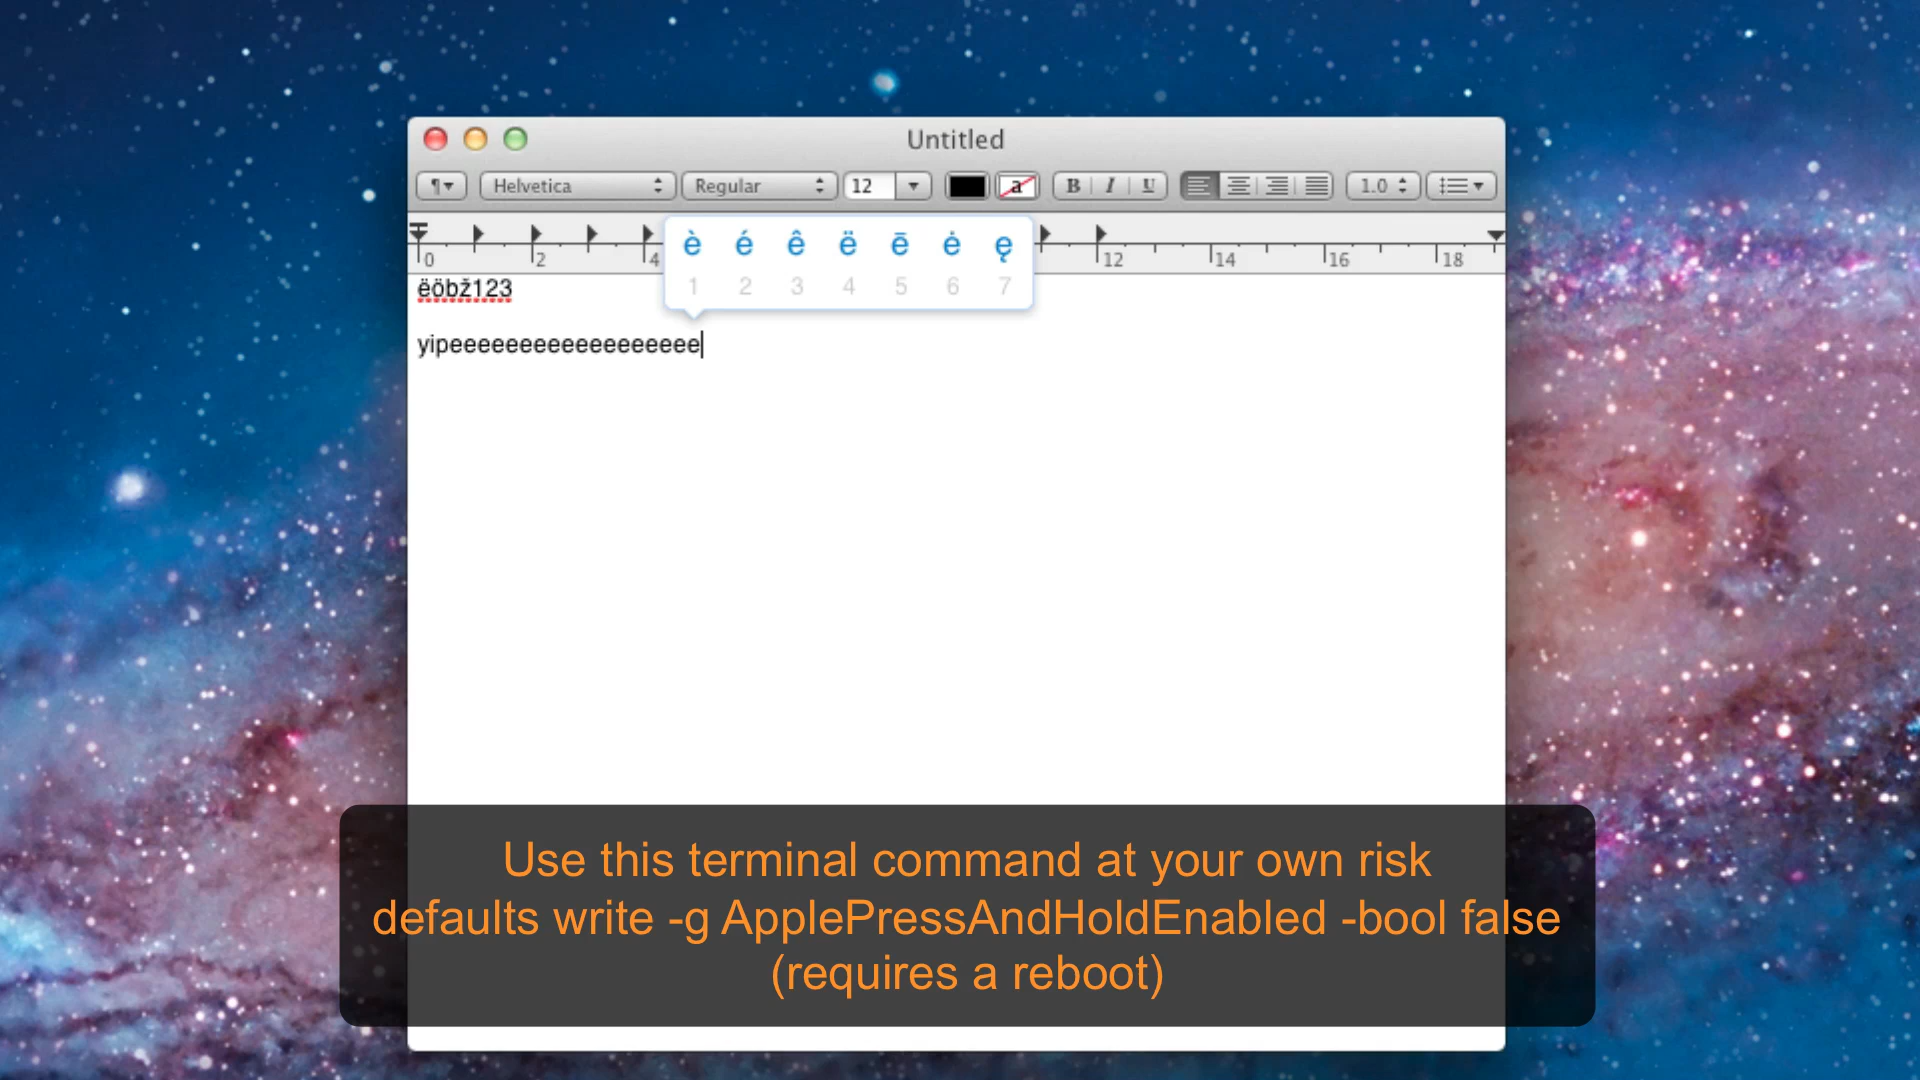 Untitled
¶ Helvetica Regular 12 a B I U 1.0
è é ê ë ē ė ę
1 2 3 4 5 6 7
0 2 4 12 14 16 18
ëöbž123
yipeeeeeeeeeeeeeeeeee
Use this terminal command at your own risk
defaults write -g ApplePressAndHoldEnabled -bool false
(requires a reboot)